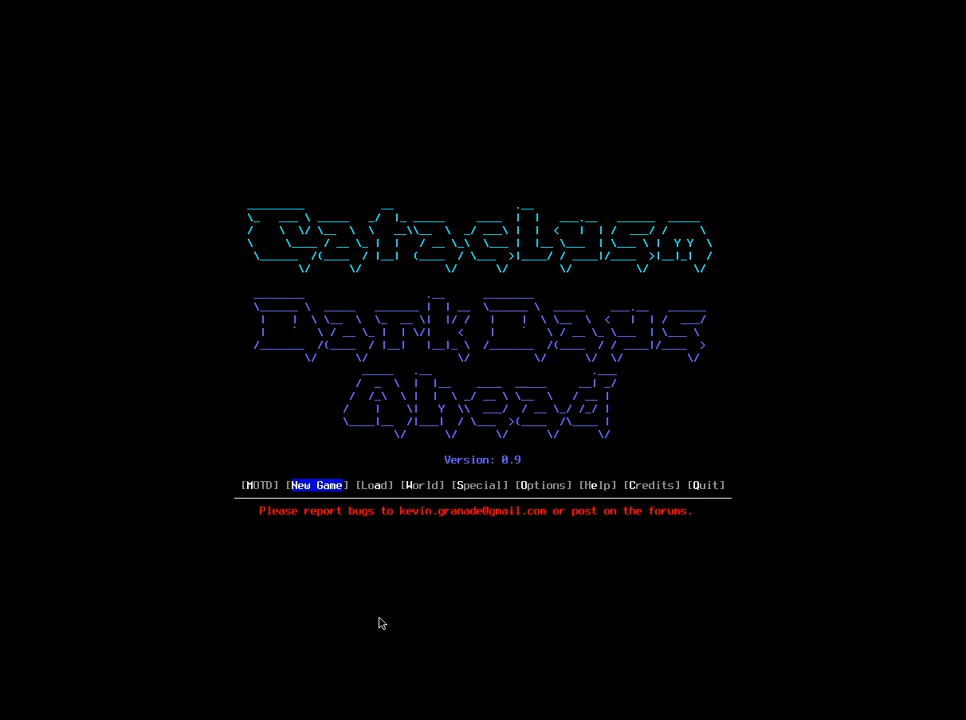 Cataclysm
Dark Days
Ahead
Version: 0.9
[MOTD] [New Game] [Load] [World] [Special] [Options] [Help] [Credits] [Quit]
Please report bugs to kevin.granade@gmail.com or post on the forums.